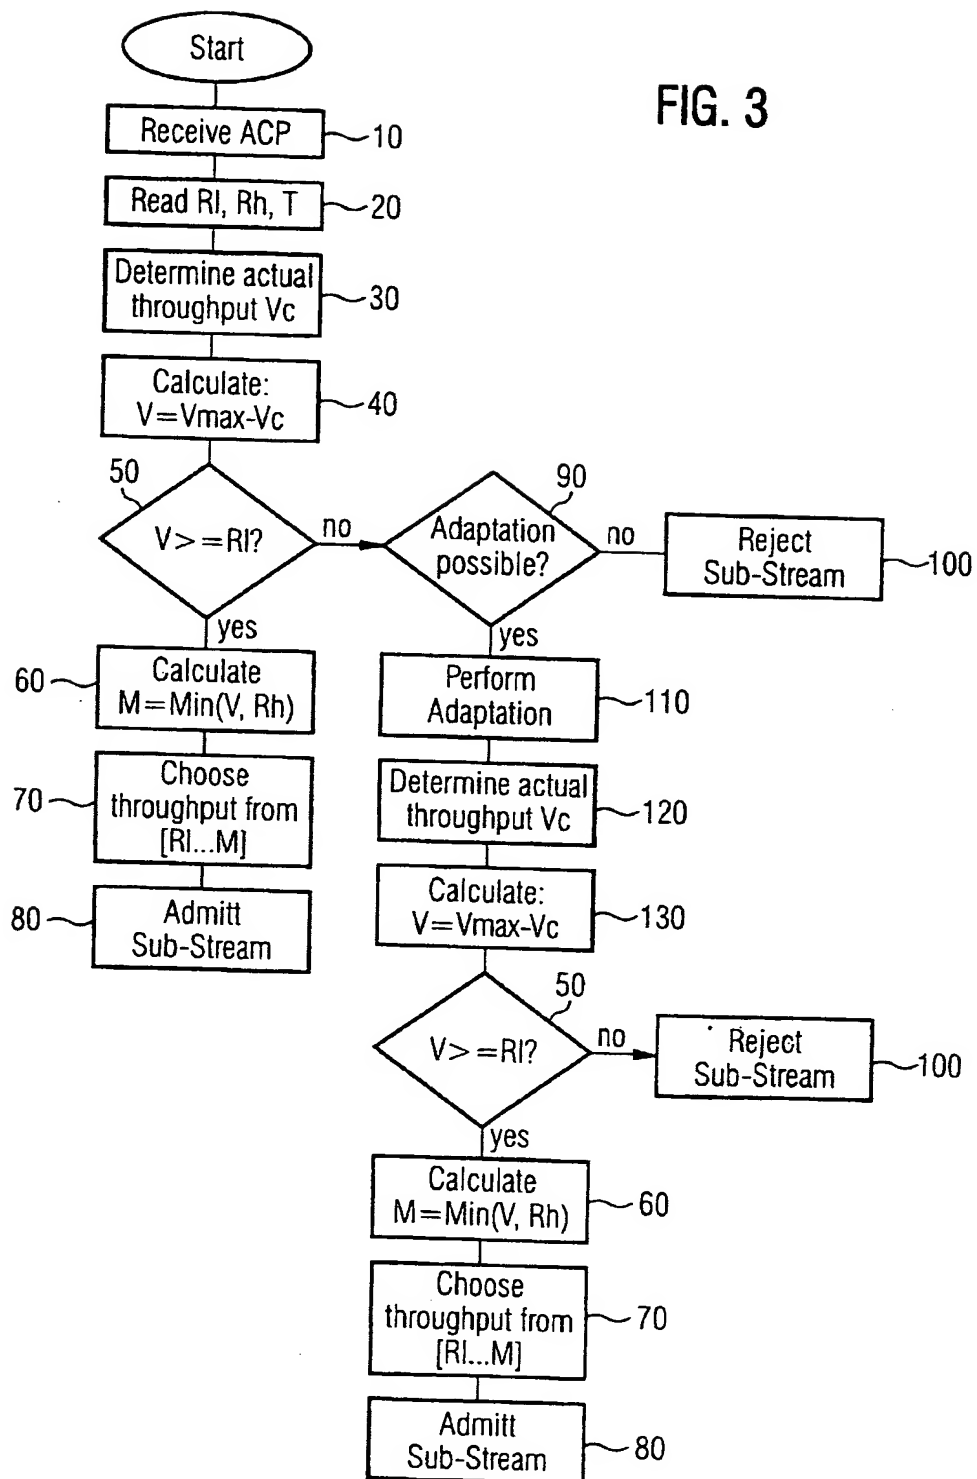 Start
FIG. 3
Receive ACP
10
Read Rl, Rh, T
20
Determine actual
throughput Vc
30
Calculate:
V=Vmax-Vc
40
50
V>=Rl?
no
90
Adaptation
possible?
no
Reject
Sub-Stream
100
yes
60
Calculate
M=Min(V, Rh)
70
Choose
throughput from
[Rl...M]
80
Admitt
Sub-Stream
yes
Perform
Adaptation
110
Determine actual
throughput Vc
120
Calculate:
V=Vmax-Vc
130
50
V>=Rl?
no
Reject
Sub-Stream
100
yes
Calculate
M=Min(V, Rh)
60
Choose
throughput from
[Rl...M]
70
Admitt
Sub-Stream
80